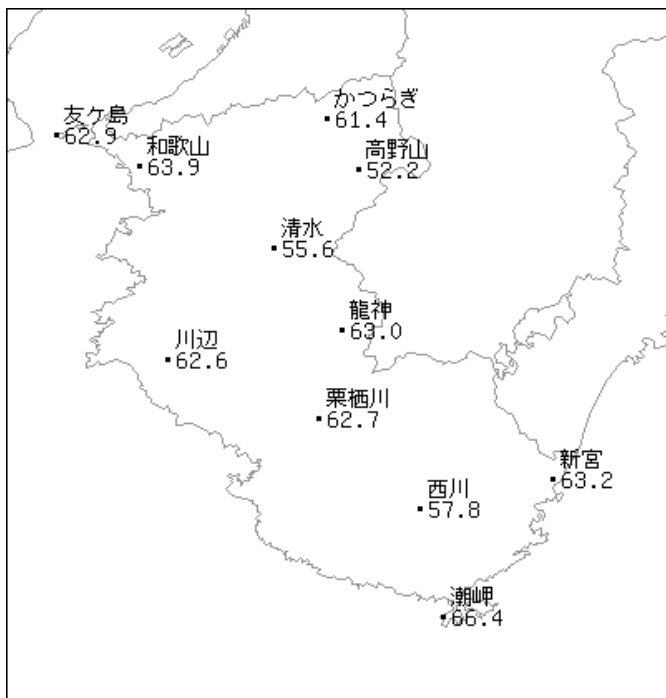 かつらぎ
61.4
友ケ島
62.9
和歌山
63.9
高野山
52.2
清水
55.6
龍神
63.0
川辺
62.6
栗栖川
62.7
新宮
63.2
西川
57.8
潮岬
66.4